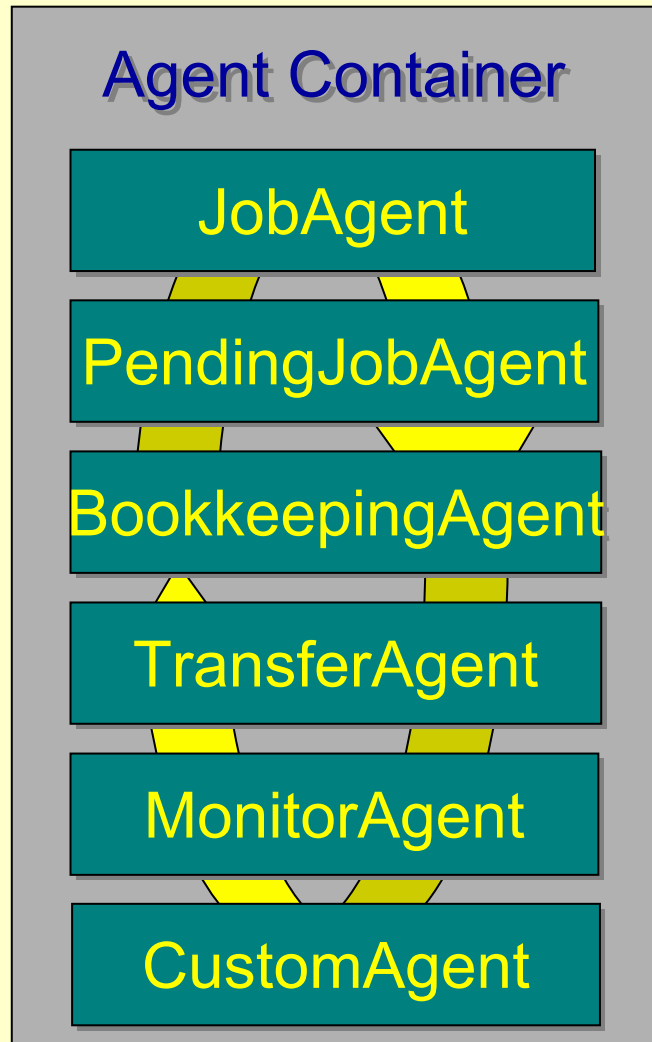 Agent Container
JobAgent
PendingJobAgent
BookkeepingAgent
TransferAgent
MonitorAgent
CustomAgent